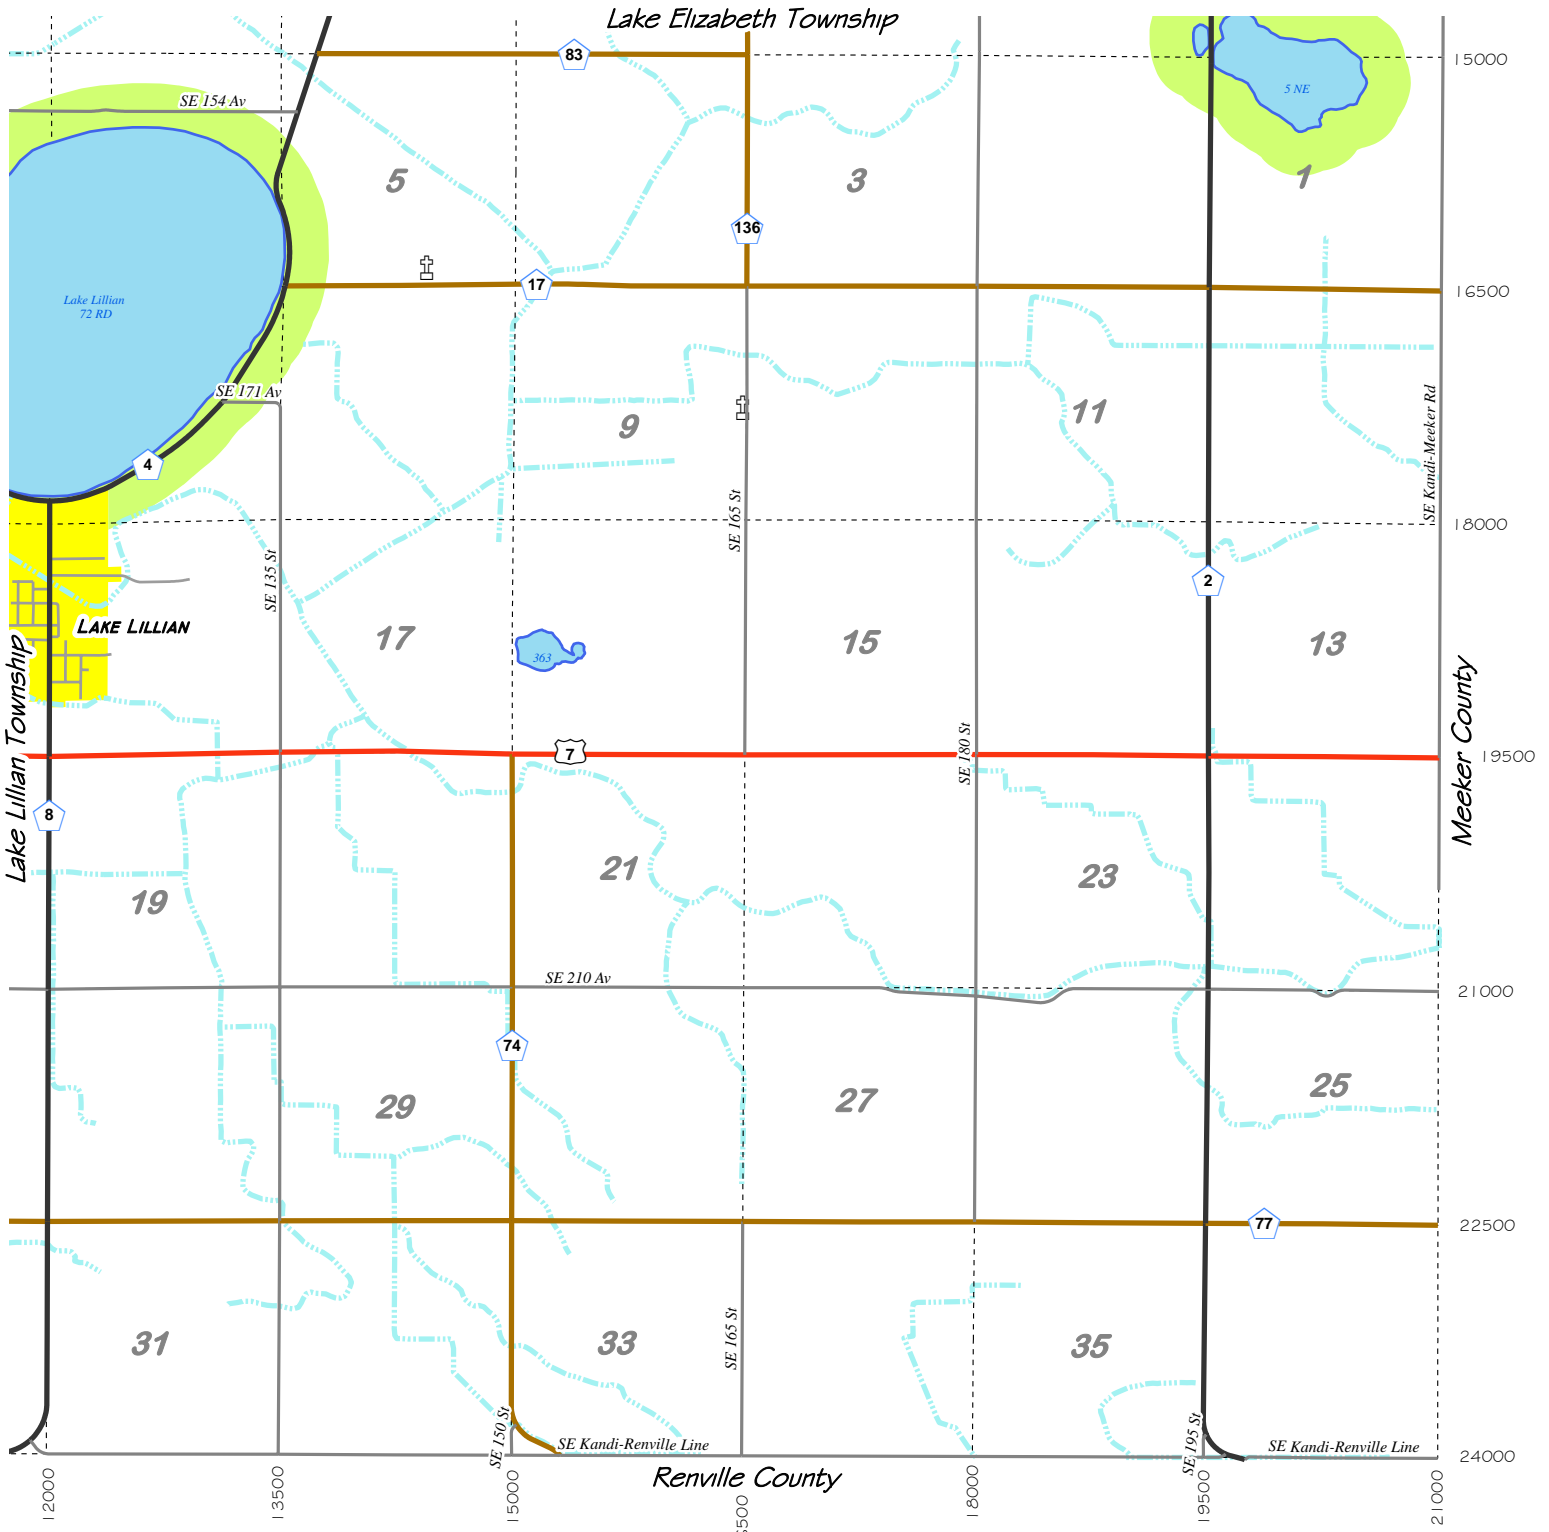 Lake Elizabeth Township
83
15000
5 NE
SE 154 Av
5
3
1
136
Lake Lillian
72 RD
17
16500
SE 171 Av
SE Kandi-Meeker Rd
9
11
4
SE 165 St
18000
SE 135 St
2
Lake Lillian
17
363
15
13
Lake Lillian Township
Meeker County
7
SE 180 St
19500
8
21
23
19
SE 210 Av
21000
74
29
27
25
22500
77
31
33
SE 165 St
35
SE 150 St
SE Kandi-Renville Line
SE 195 St
SE Kandi-Renville Line
24000
Renville County
12000
13500
15000
500
18000
19500
21000